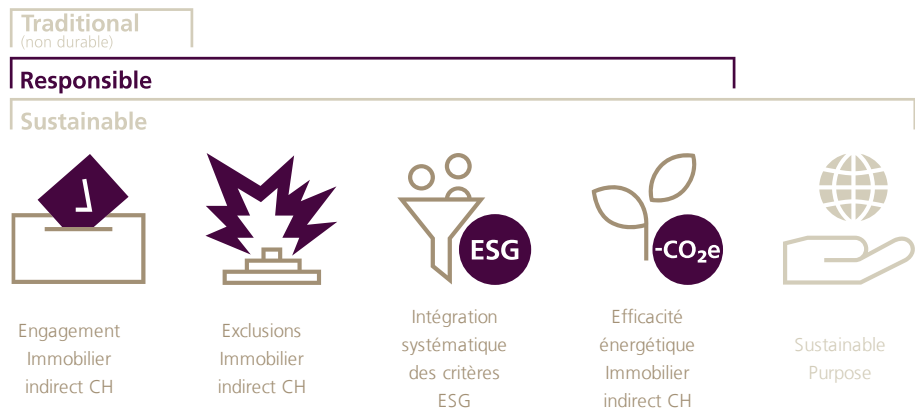 Traditional
(non durable)
Responsible
Sustainable
ESG
-CO₂e
Engagement
Immobilier
indirect CH
Exclusions
Immobilier
indirect CH
Intégration
systématique
des critères
ESG
Efficacité
énergétique
Immobilier
indirect CH
Sustainable
Purpose